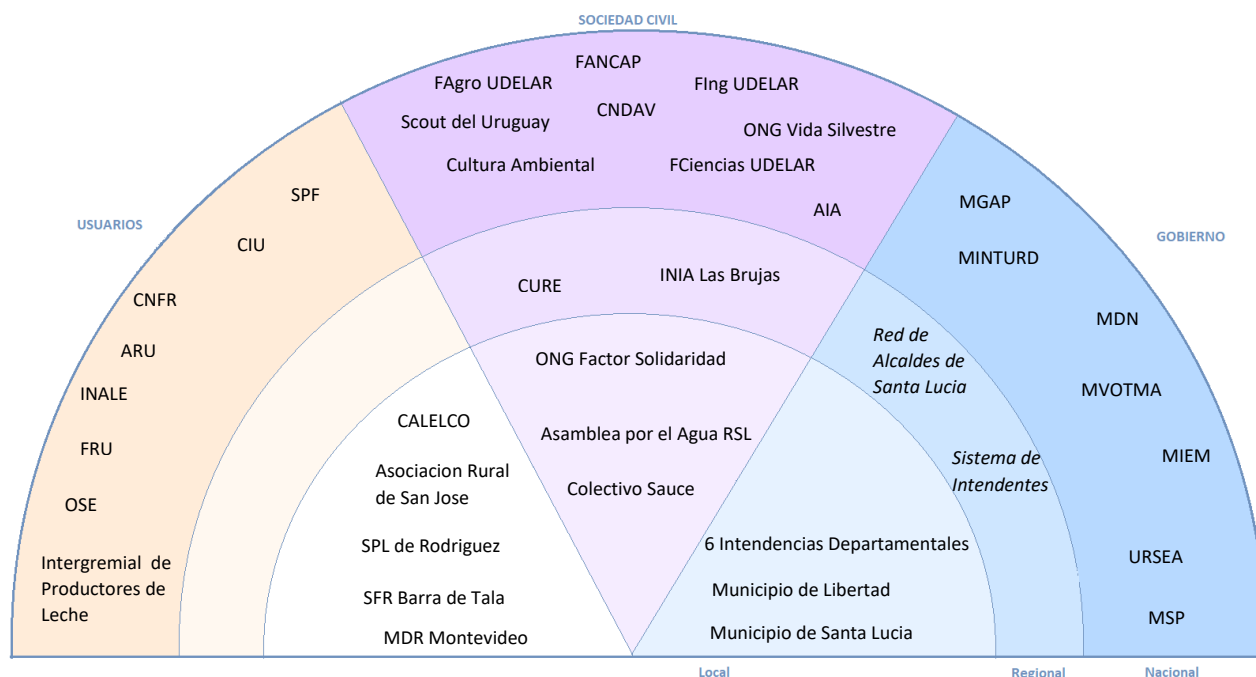 SOCIEDAD CIVIL
FANCAP
FAgro UDELAR
FIng UDELAR
CNDAV
Scout del Uruguay
ONG Vida Silvestre
Cultura Ambiental
FCiencias UDELAR
AIA
CURE
INIA Las Brujas
ONG Factor Solidaridad
Asamblea por el Agua RSL
Colectivo Sauce
USUARIOS
SPF
CIU
CNFR
ARU
INALE
FRU
OSE
Intergremial de
Productores de
Leche
CALELCO
Asociacion Rural
de San Jose
SPL de Rodriguez
SFR Barra de Tala
MDR Montevideo
GOBIERNO
MGAP
MINTURD
MDN
MVOTMA
MIEM
URSEA
MSP
Red de
Alcaldes de
Santa Lucia
Sistema de
Intendentes
6 Intendencias Departamentales
Municipio de Libertad
Municipio de Santa Lucia
Local
Regional
Nacional